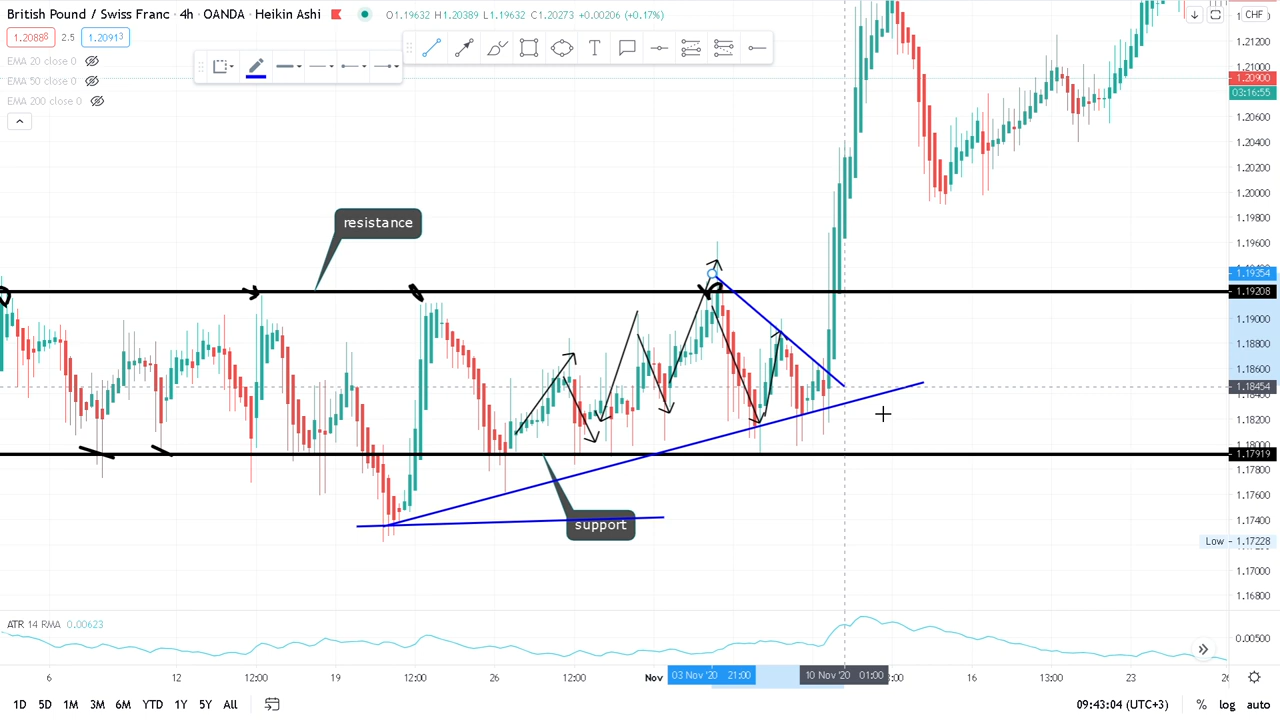 British Pound / Swiss Franc · 4h · OANDA · Heikin Ashi O1.19632 H1.20389 L1.19632 C1.20273 +0.00206 (+0.17%)
CHF
1.20888 2.5 1.20913
EMA 20 close 0
EMA 50 close 0
EMA 200 close 0
T
1.21200
1.21000
1.20900
03:16:55
1.20600
1.20400
1.20200
1.20000
1.19800
1.19600
1.19354
1.19208
1.19000
1.18800
1.18600
1.18454
1.18200
1.18000
1.17919
1.17800
1.17600
1.17400
Low - 1.17228
1.17000
1.16800
resistance
support
ATR 14 RMA 0.00623
0.00500
6 12 12:00 19 12:00 26 12:00 Nov 03 Nov '20 21:00 10 Nov '20 01:00 16 13:00 23
1D 5D 1M 3M 6M YTD 1Y 5Y All 09:43:04 (UTC+3) % log auto